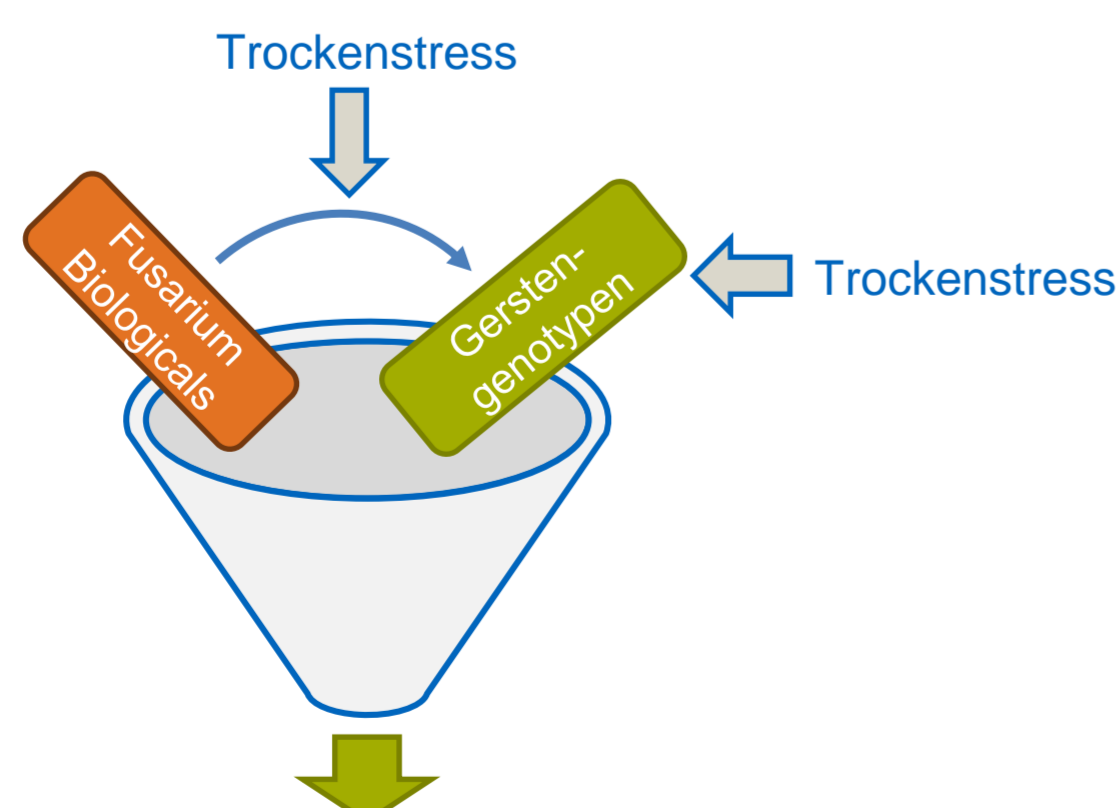 Trockenstress
Fusarium
Biologicals
Gersten-
genotypen
Trockenstress